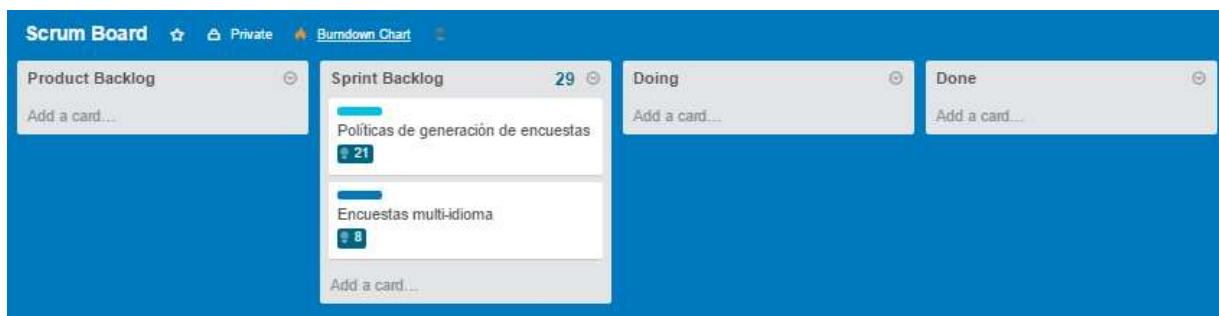 Scrum Board Private Burndown Chart
Product Backlog
Add a card...
Sprint Backlog 29
Políticas de generación de encuestas
21
Encuestas multi-idioma
8
Add a card...
Doing
Add a card...
Done
Add a card...